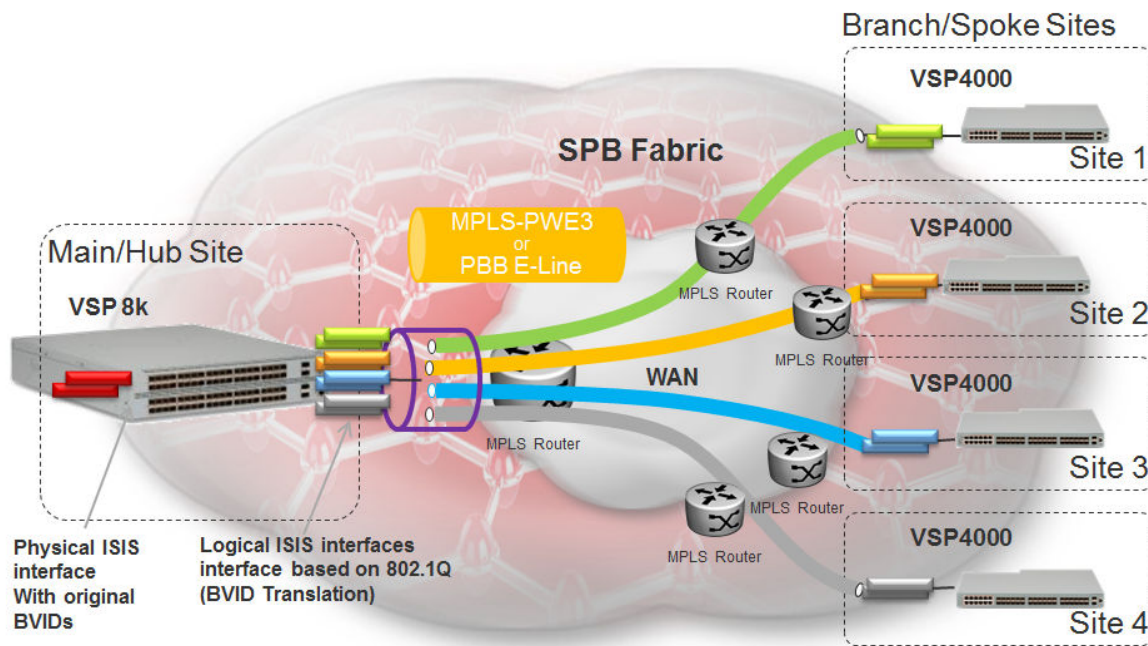 Branch/Spoke Sites
VSP4000
Site 1
SPB Fabric
MPLS-PWE3
or
PBB E-Line
MPLS Router
VSP4000
Site 2
MPLS Router
Main/Hub Site
VSP 8k
WAN
MPLS Router
VSP4000
Site 3
MPLS Router
MPLS Router
VSP4000
Site 4
Physical ISIS
interface
With original
BVIDs
Logical ISIS interfaces
interface based on 802.1Q
(BVID Translation)